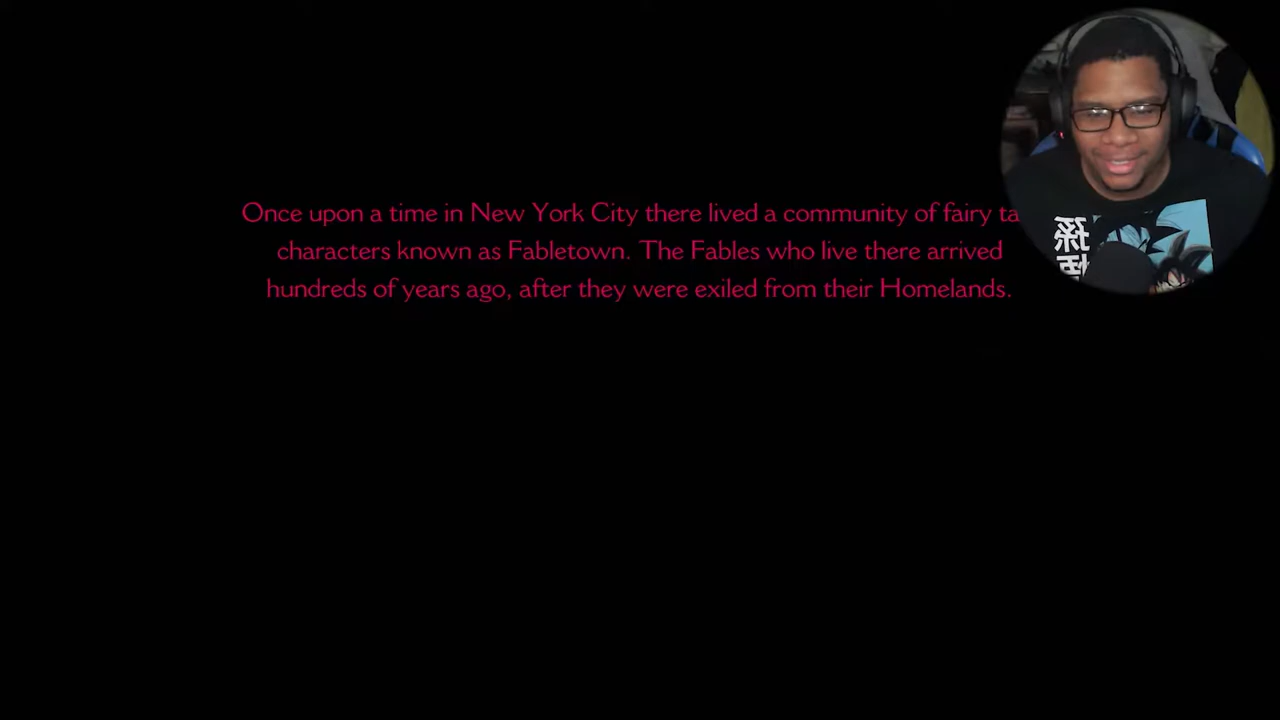 Once upon a time in New York City there lived a community of fairy
characters known as Fabletown. The Fables who live there arrived
hundreds of years ago, after they were exiled from their Homelands.